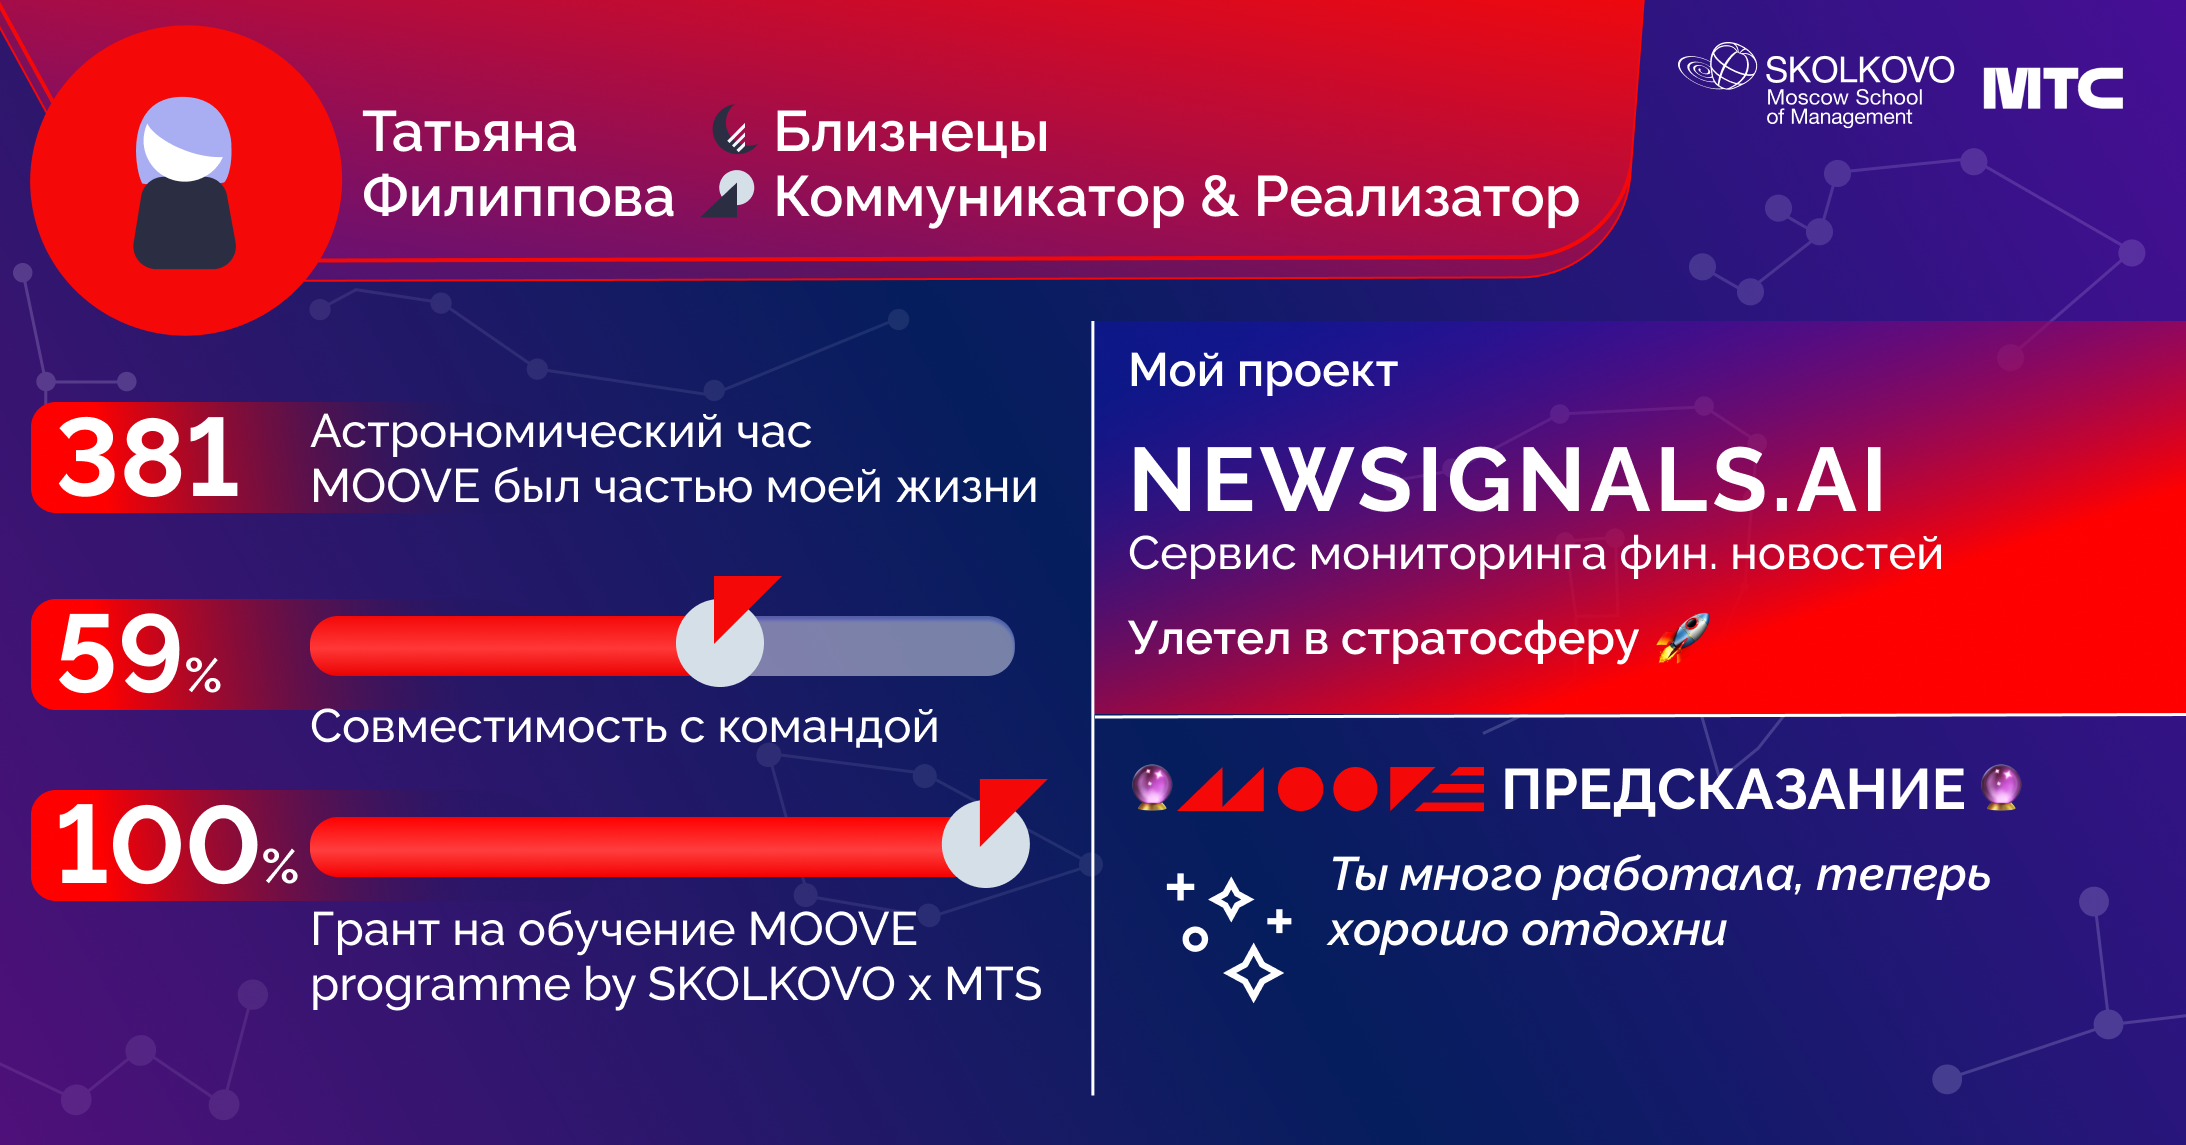 Татьяна
Филиппова
Близнецы
Коммуникатор & Реализатор
SKOLKOVO
Moscow School
of Management
МТС
381
Астрономический час
MOOVE был частью моей жизни
59%
Совместимость с командой
100%
Грант на обучение MOOVE
programme by SKOLKOVO x MTS
Мой проект
NEWSIGNALS.AI
Сервис мониторинга фин. новостей
Улетел в стратосферу 🚀
🔮 MOOVE ПРЕДСКАЗАНИЕ 🔮
Ты много работала, теперь
хорошо отдохни